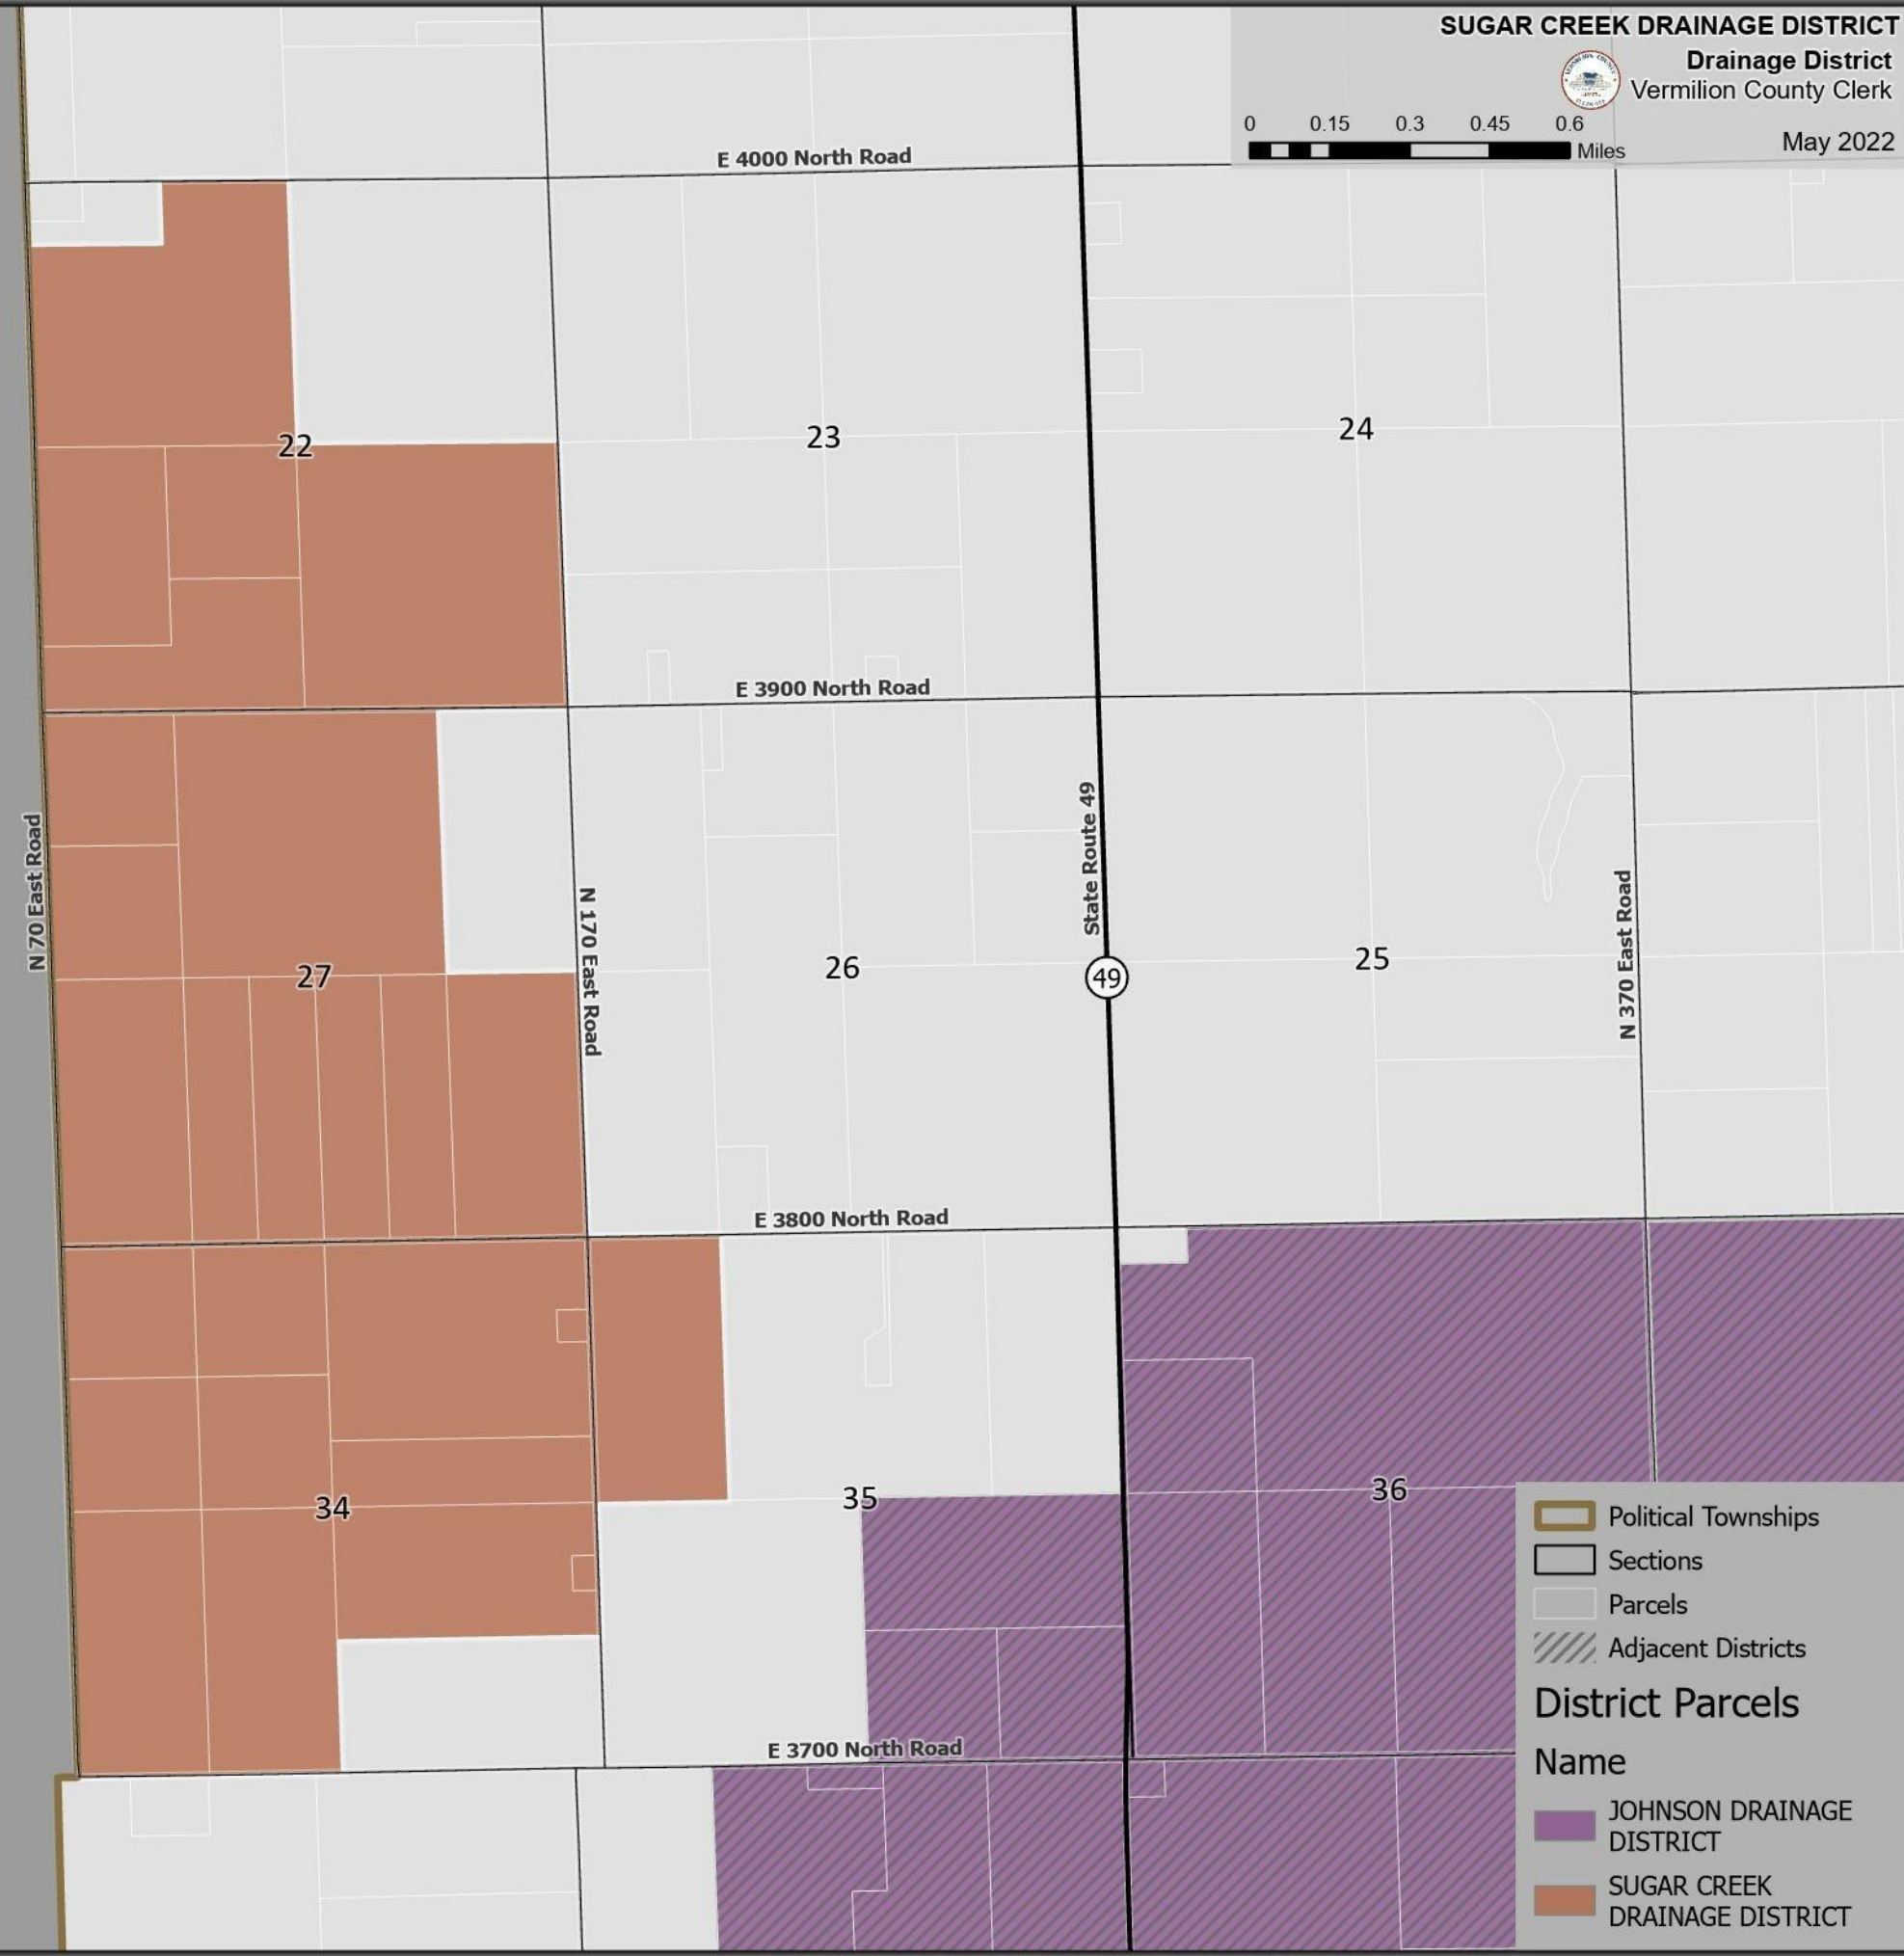 SUGAR CREEK DRAINAGE DISTRICT
Drainage District
Vermilion County Clerk
May 2022
0 0.15 0.3 0.45 0.6
Miles
E 4000 North Road
22
23
24
E 3900 North Road
N 70 East Road
N 170 East Road
State Route 49
49
N 370 East Road
27
26
25
E 3800 North Road
34
35
36
E 3700 North Road
Political Townships
Sections
Parcels
Adjacent Districts
District Parcels
Name
JOHNSON DRAINAGE
DISTRICT
SUGAR CREEK
DRAINAGE DISTRICT